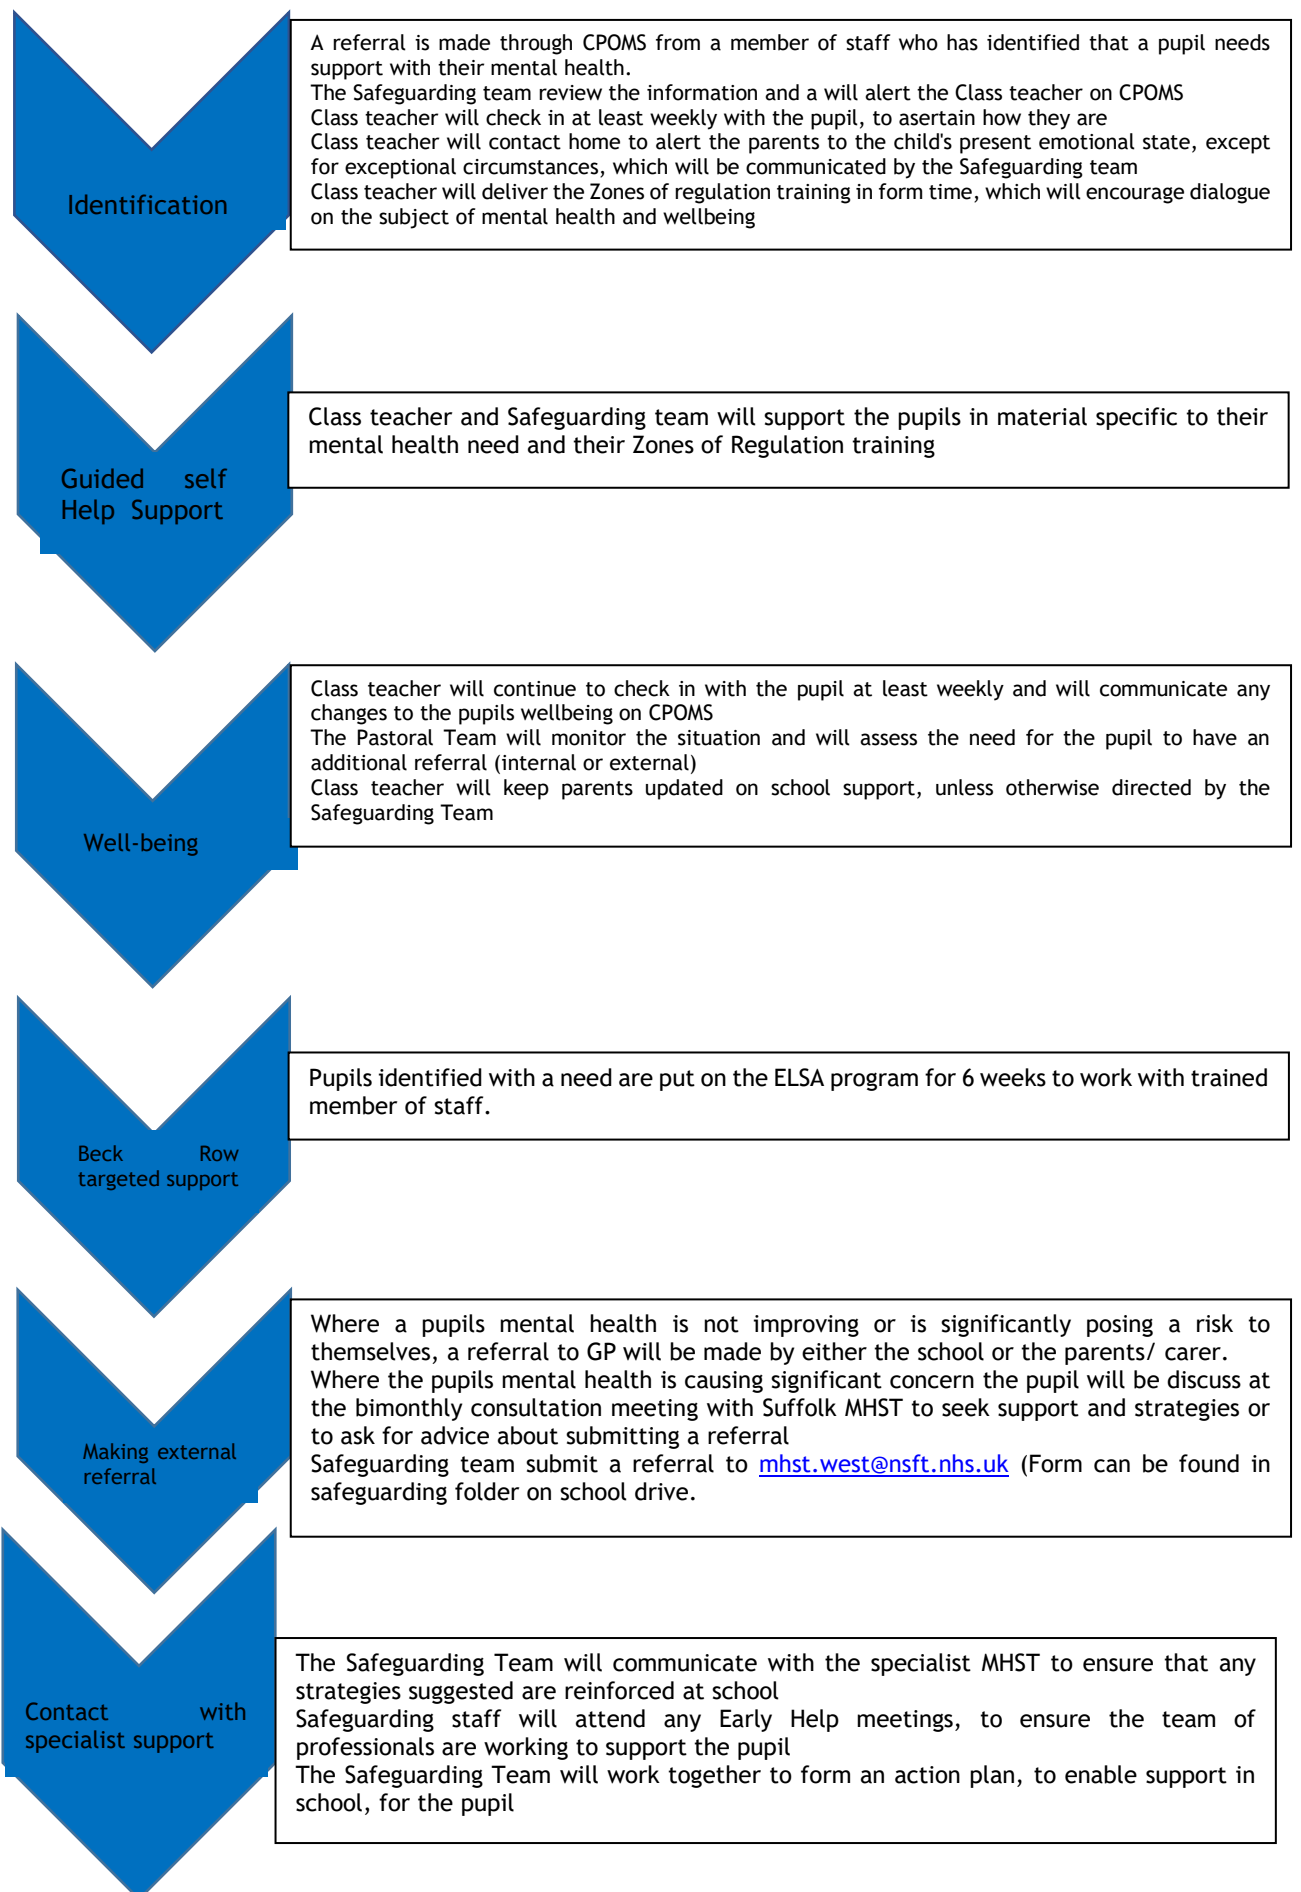 A referral is made through CPOMS from a member of staff who has identified that a pupil needs
support with their mental health.
The Safeguarding team review the information and a will alert the Class teacher on CPOMS
Class teacher will check in at least weekly with the pupil, to asertain how they are
Class teacher will contact home to alert the parents to the child's present emotional state, except
for exceptional circumstances, which will be communicated by the Safeguarding team
Class teacher will deliver the Zones of regulation training in form time, which will encourage dialogue
on the subject of mental health and wellbeing
Identification
Class teacher and Safeguarding team will support the pupils in material specific to their
mental health need and their Zones of Regulation training
Guided self
Help Support
Class teacher will continue to check in with the pupil at least weekly and will communicate any
changes to the pupils wellbeing on CPOMS
The Pastoral Team will monitor the situation and will assess the need for the pupil to have an
additional referral (internal or external)
Class teacher will keep parents updated on school support, unless otherwise directed by the
Safeguarding Team
Well-being
Pupils identified with a need are put on the ELSA program for 6 weeks to work with trained
member of staff.
Beck Row
targeted support
Where a pupils mental health is not improving or is significantly posing a risk to
themselves, a referral to GP will be made by either the school or the parents/ carer.
Where the pupils mental health is causing significant concern the pupil will be discuss at
the bimonthly consultation meeting with Suffolk MHST to seek support and strategies or
to ask for advice about submitting a referral
Safeguarding team submit a referral to mhst.west@nsft.nhs.uk (Form can be found in
safeguarding folder on school drive.
Making external
referral
The Safeguarding Team will communicate with the specialist MHST to ensure that any
strategies suggested are reinforced at school
Safeguarding staff will attend any Early Help meetings, to ensure the team of
professionals are working to support the pupil
The Safeguarding Team will work together to form an action plan, to enable support in
school, for the pupil
Contact with
specialist support